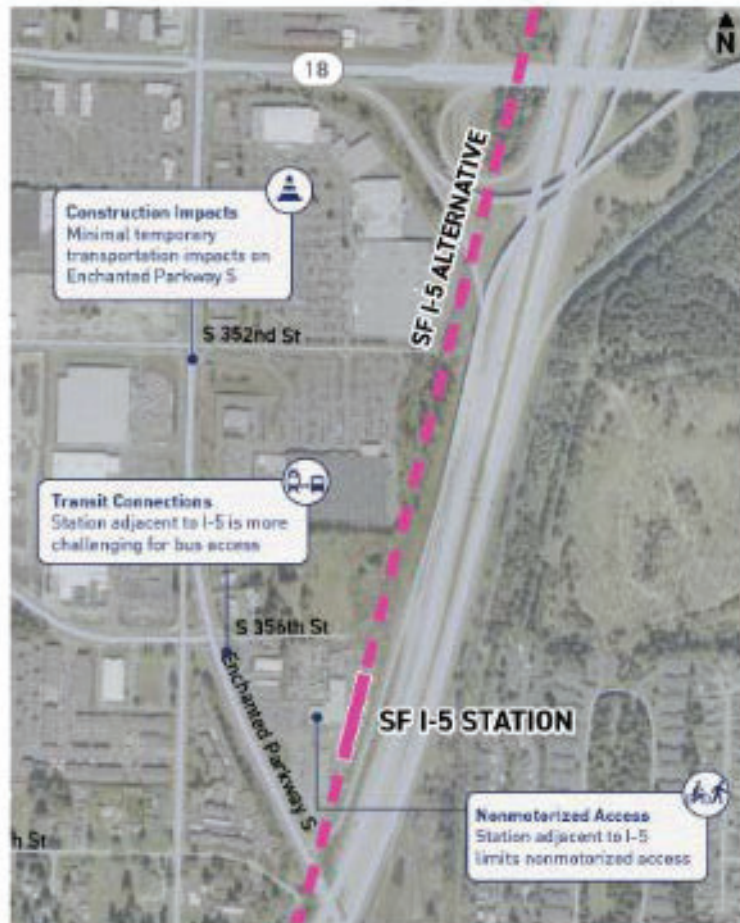 N
18
SF I-5 ALTERNATIVE
Construction Impacts
Minimal temporary
transportation impacts on
Enchanted Parkway S
S 352nd St
Transit Connections
Station adjacent to I-5 is more
challenging for bus access
S 356th St
Enchanted Parkway S
SF I-5 STATION
Nonmotorized Access
Station adjacent to I-5
limits nonmotorized access
h St